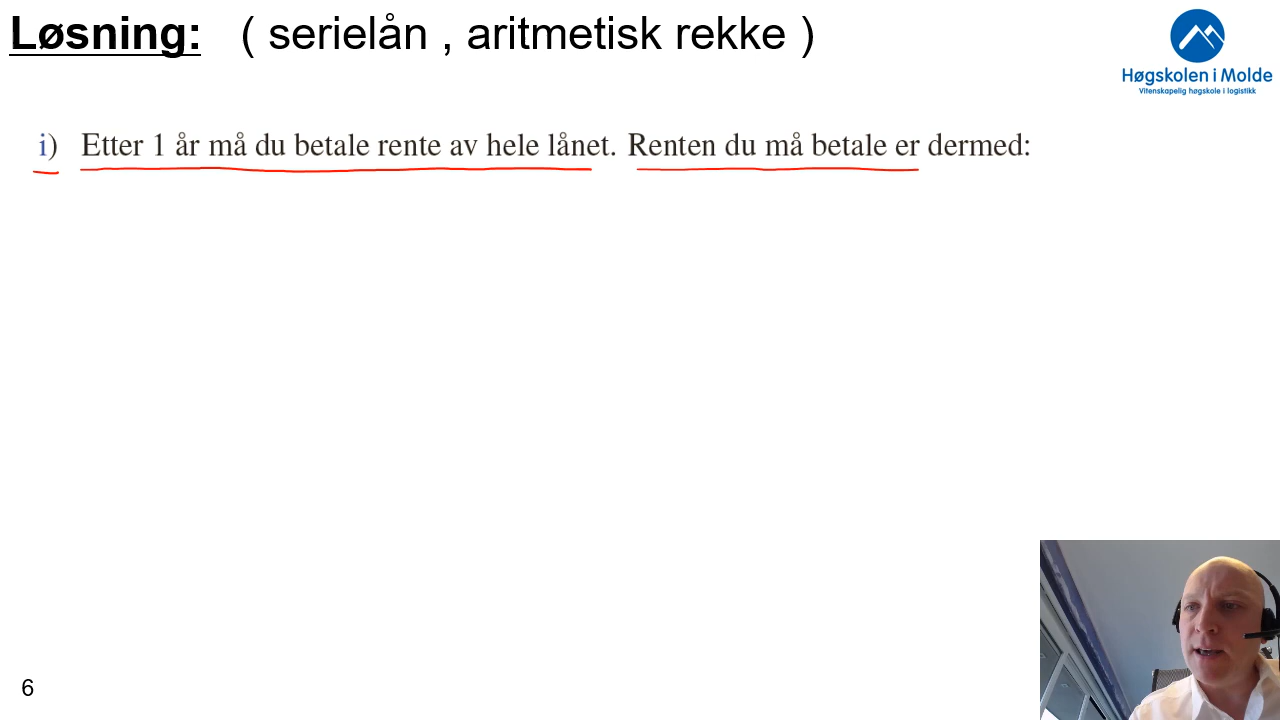 Løsning: ( serielån , aritmetisk rekke )
Høgskolen i Molde
Vitenskapelig høgskole i logistikk
i) Etter 1 år må du betale rente av hele lånet. Renten du må betale er dermed:
6